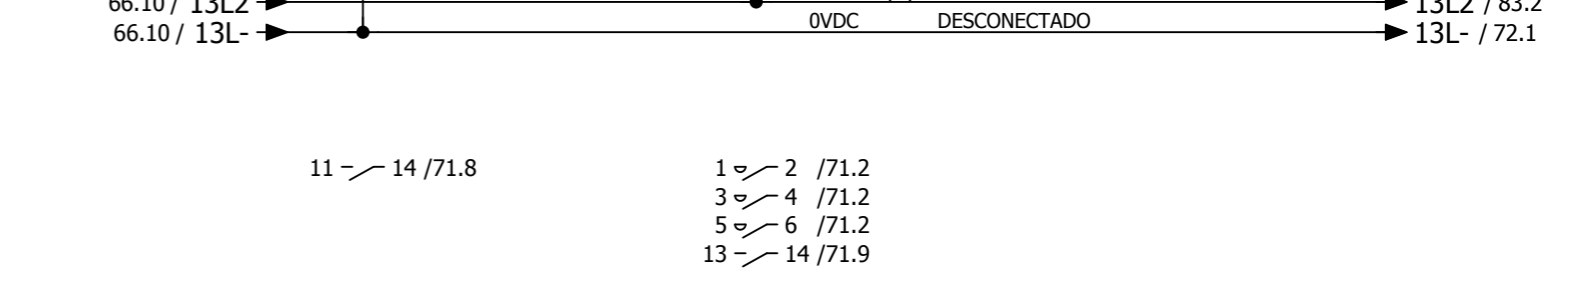 66.10 / 13L2 13L2 / 83.2
0VDC DESCONECTADO
66.10 / 13L- 13L- / 72.1
11 14 /71.8 1 2 /71.2
3 4 /71.2
5 6 /71.2
13 14 /71.9